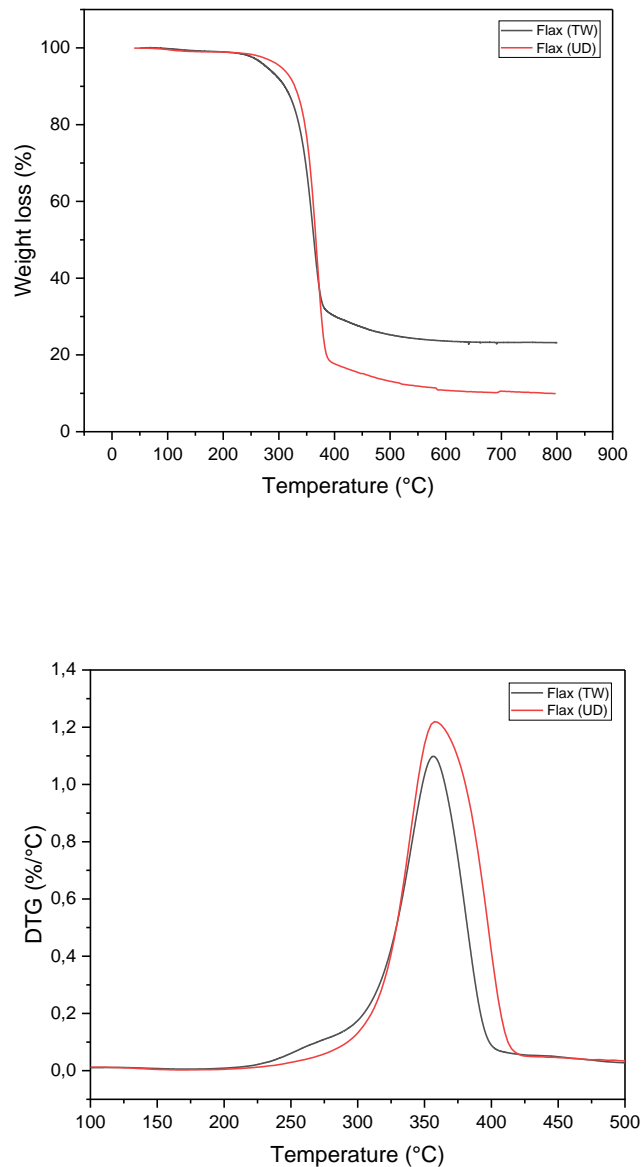 Flax (TW)
Flax (UD)
100
80
60
40
20
0
Weight loss (%)
0 100 200 300 400 500 600 700 800 900
Temperature (°C)
1,4
1,2
1,0
0,8
0,6
0,4
0,2
0,0
DTG (%/°C)
Flax (TW)
Flax (UD)
100 150 200 250 300 350 400 450 500
Temperature (°C)